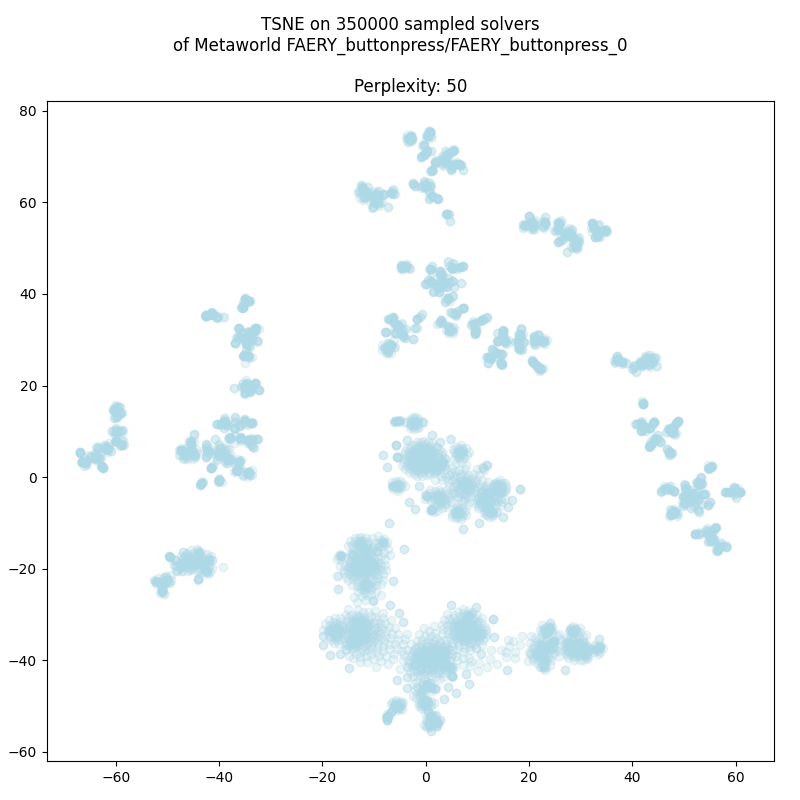 TSNE on 350000 sampled solvers
of Metaworld FAERY_buttonpress/FAERY_buttonpress_0
Perplexity: 50
80
60
40
20
0
−20
−40
−60
−60 −40 −20 0 20 40 60